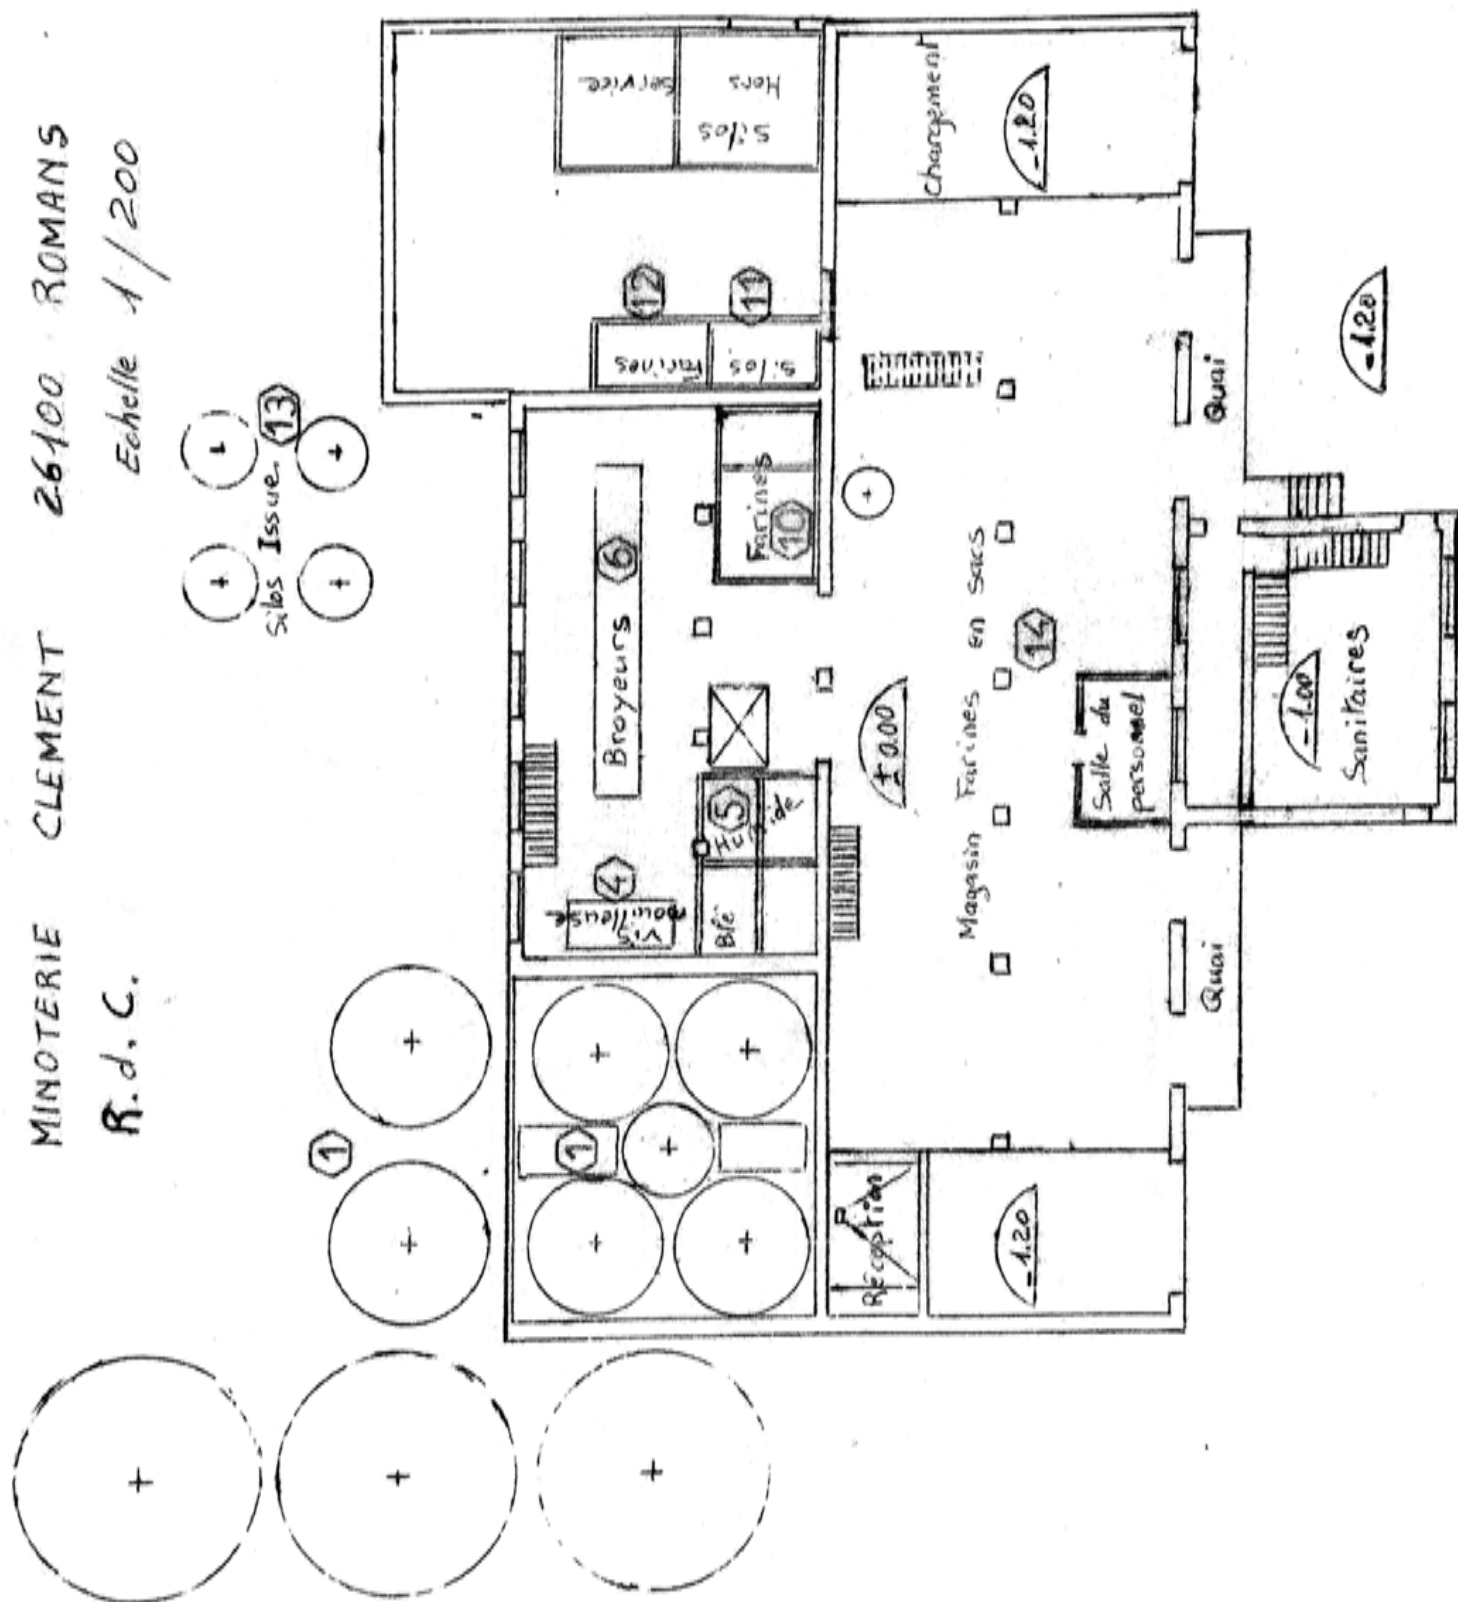 MINOTERIE CLEMENT 26100 ROMANS
R.d.C.
Echelle 1/200
1
Silos Issue
13
1
Vis
mouilleuse
4
Broyeurs
6
Blé
Humide
5
Farines
10
Silos
Farines
11
12
Silos
Hors
Service
Réception
-1.20
± 0.00
Magasin Farines en sacs
14
Chargement
-1.20
Salle du
personnel
Quai
Quai
-1.00
Sanitaires
-1.20